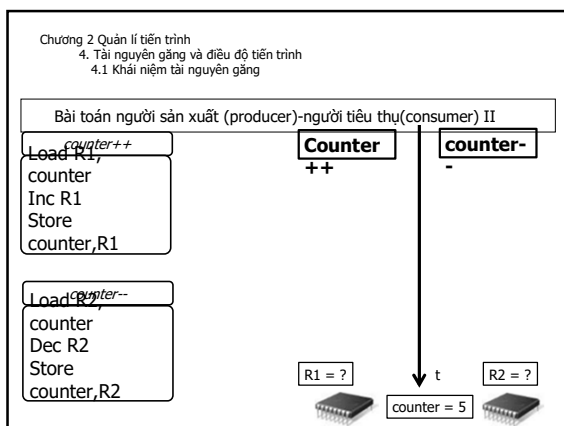 Chương 2 Quản lí tiến trình
4. Tài nguyên găng và điều độ tiến trình
4.1 Khái niệm tài nguyên găng
Bài toán người sản xuất (producer)-người tiêu thụ(consumer) II
counter++
Load R1,
counter
Inc R1
Store
counter,R1
Counter
++
counter-
-
counter--
Load R2,
counter
Dec R2
Store
counter,R2
R1 = ?
t
R2 = ?
counter = 5